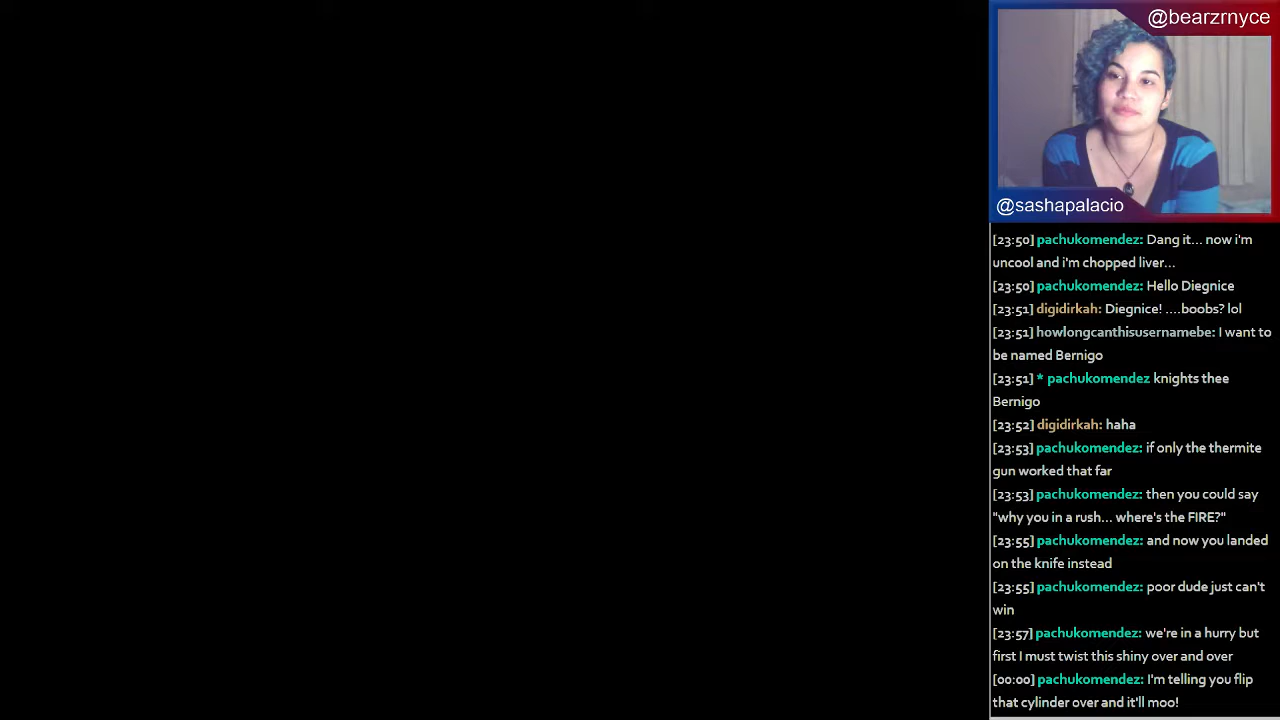 @bearzrnyce
@sashapalacio
[23:50] pachukomendez: Dang it... now i'm
uncool and i'm chopped liver...
[23:50] pachukomendez: Hello Diegnice
[23:51] digidirkah: Diegnice! ....boobs? lol
[23:51] howlongcanthisusernamebe: I want to
be named Bernigo
[23:51] * pachukomendez knights thee
Bernigo
[23:52] digidirkah: haha
[23:53] pachukomendez: if only the thermite
gun worked that far
[23:53] pachukomendez: then you could say
"why you in a rush... where's the FIRE?"
[23:55] pachukomendez: and now you landed
on the knife instead
[23:55] pachukomendez: poor dude just can't
win
[23:57] pachukomendez: we're in a hurry but
first I must twist this shiny over and over
[00:00] pachukomendez: I'm telling you flip
that cylinder over and it'll moo!